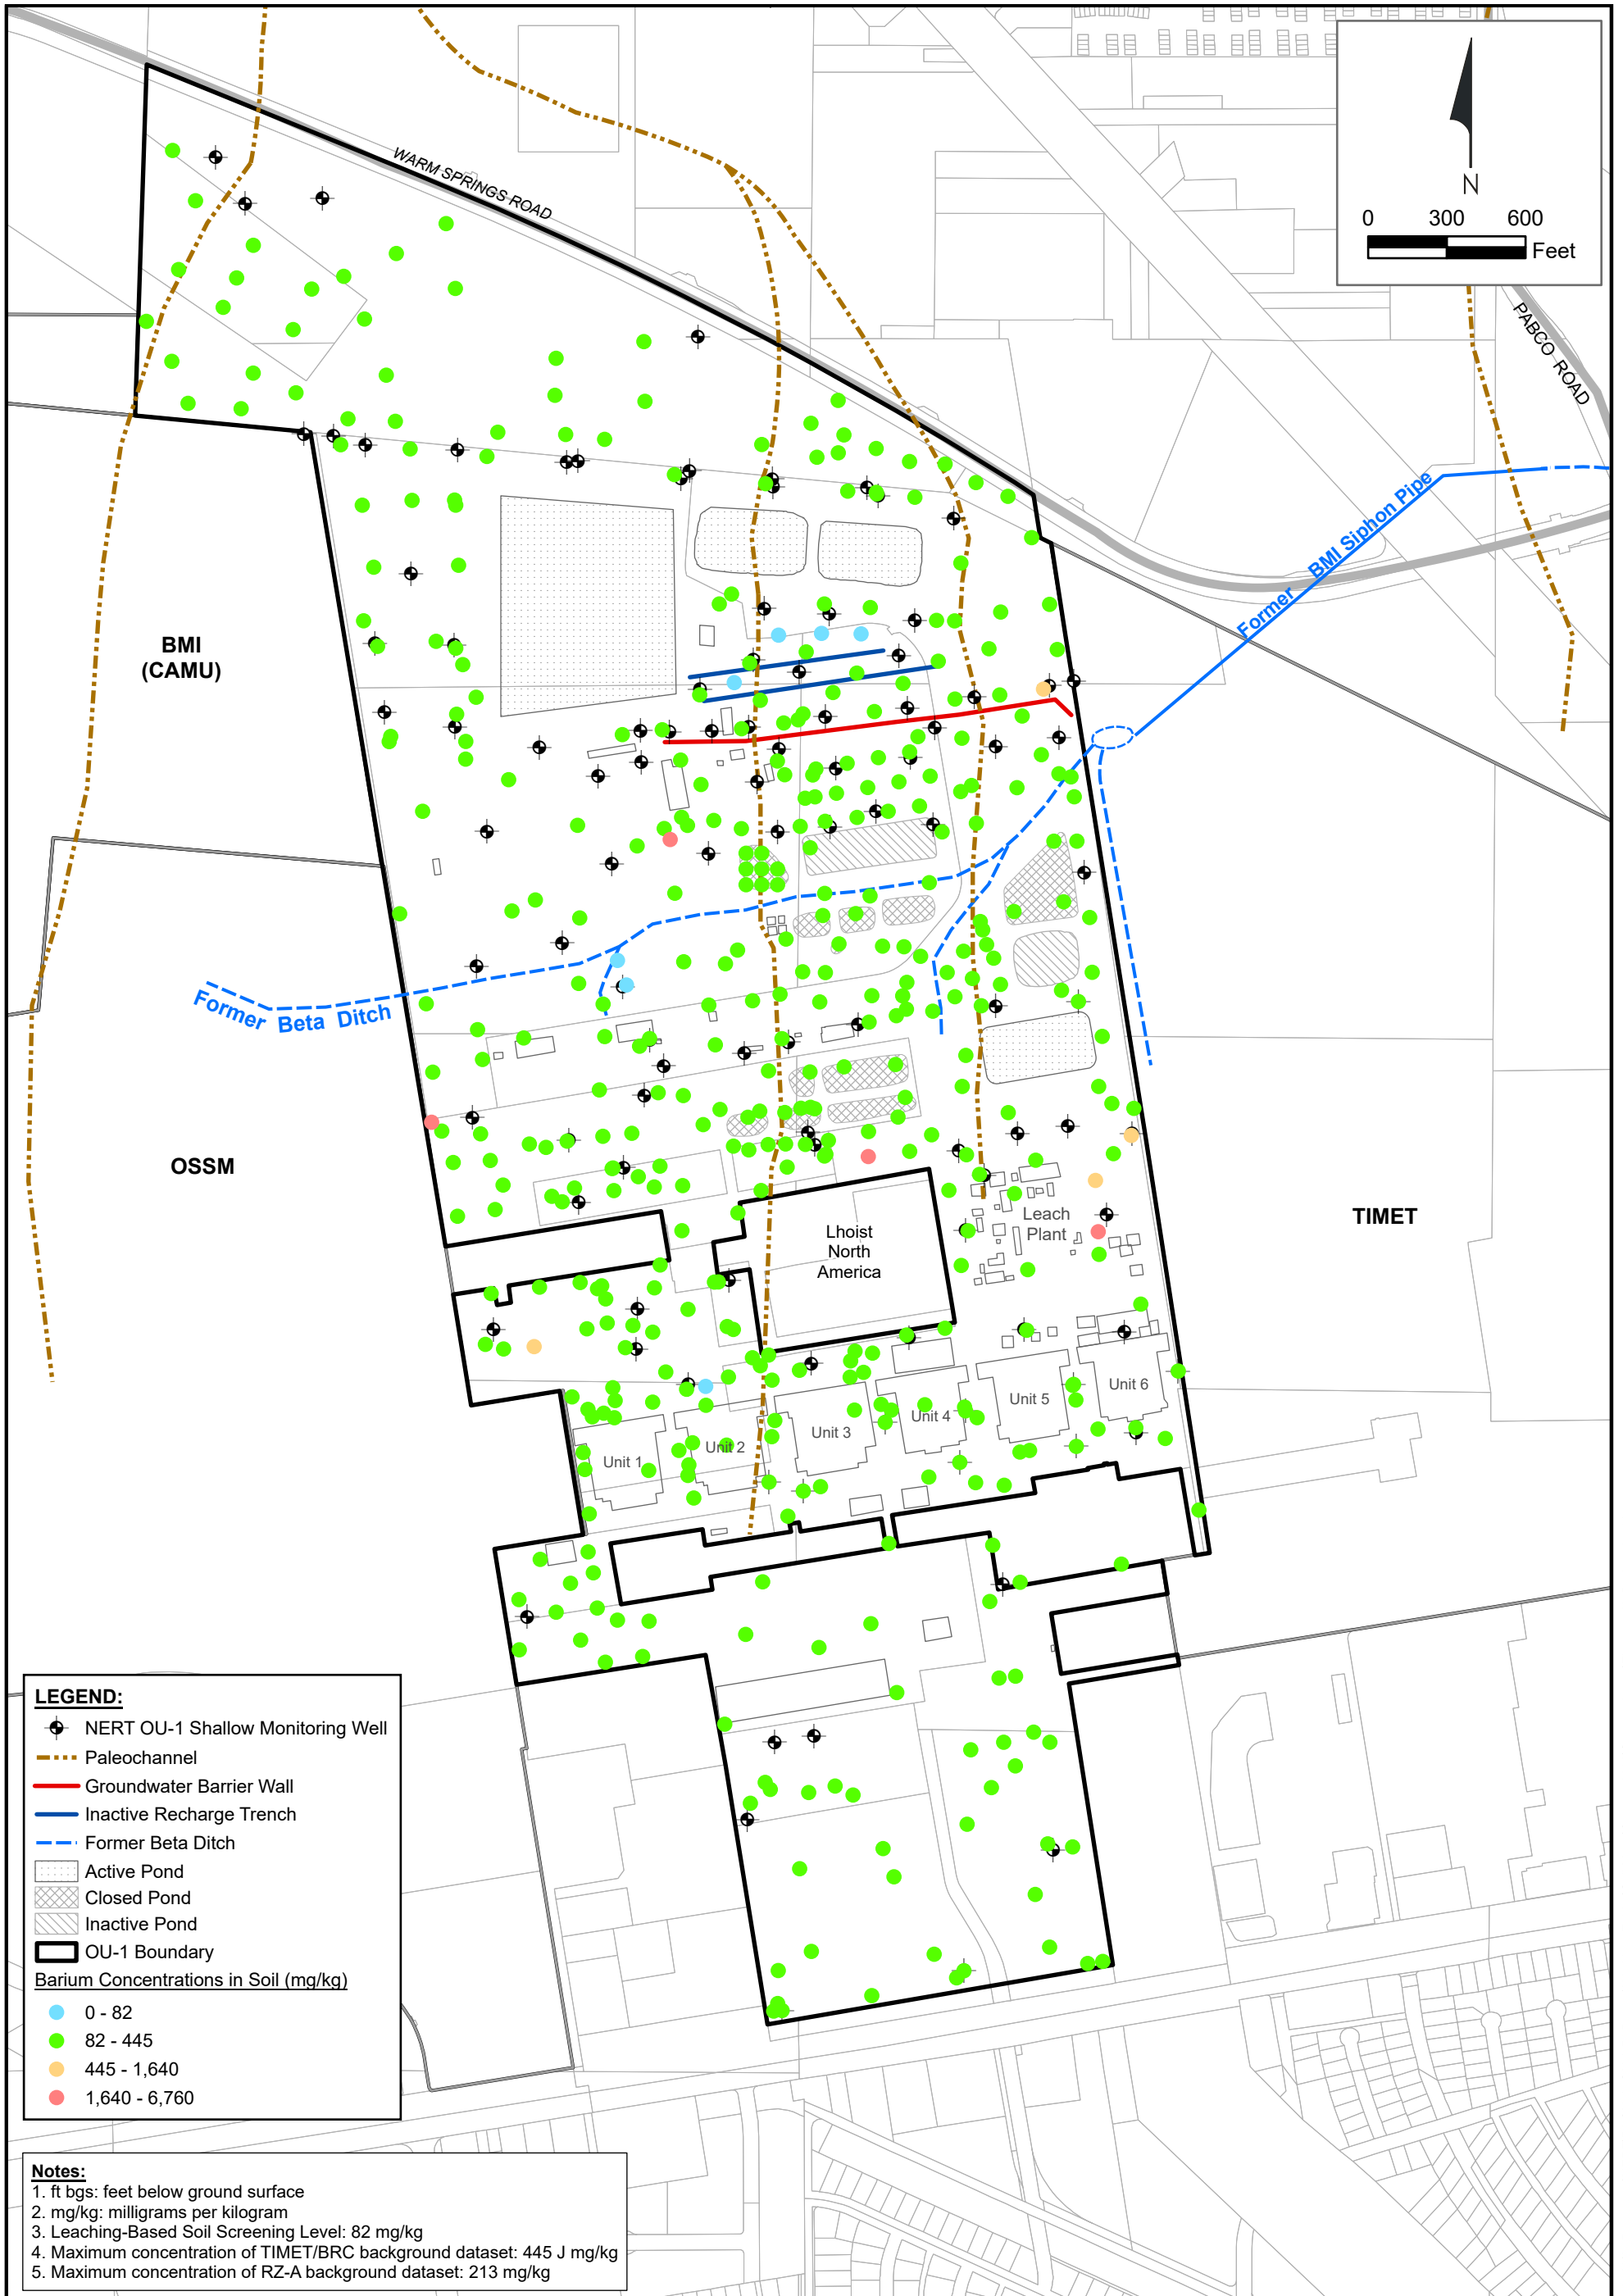 N
0 300 600
Feet
WARM SPRINGS ROAD
PABCO ROAD
Former BMI Siphon Pipe
BMI
(CAMU)
Former Beta Ditch
OSSM
TIMET
Leach
Plant
Lhoist
North
America
Unit 1
Unit 2
Unit 3
Unit 4
Unit 5
Unit 6
LEGEND:
NERT OU-1 Shallow Monitoring Well
Paleochannel
Groundwater Barrier Wall
Inactive Recharge Trench
Former Beta Ditch
Active Pond
Closed Pond
Inactive Pond
OU-1 Boundary
Barium Concentrations in Soil (mg/kg)
0 - 82
82 - 445
445 - 1,640
1,640 - 6,760
Notes:
1. ft bgs: feet below ground surface
2. mg/kg: milligrams per kilogram
3. Leaching-Based Soil Screening Level: 82 mg/kg
4. Maximum concentration of TIMET/BRC background dataset: 445 J mg/kg
5. Maximum concentration of RZ-A background dataset: 213 mg/kg